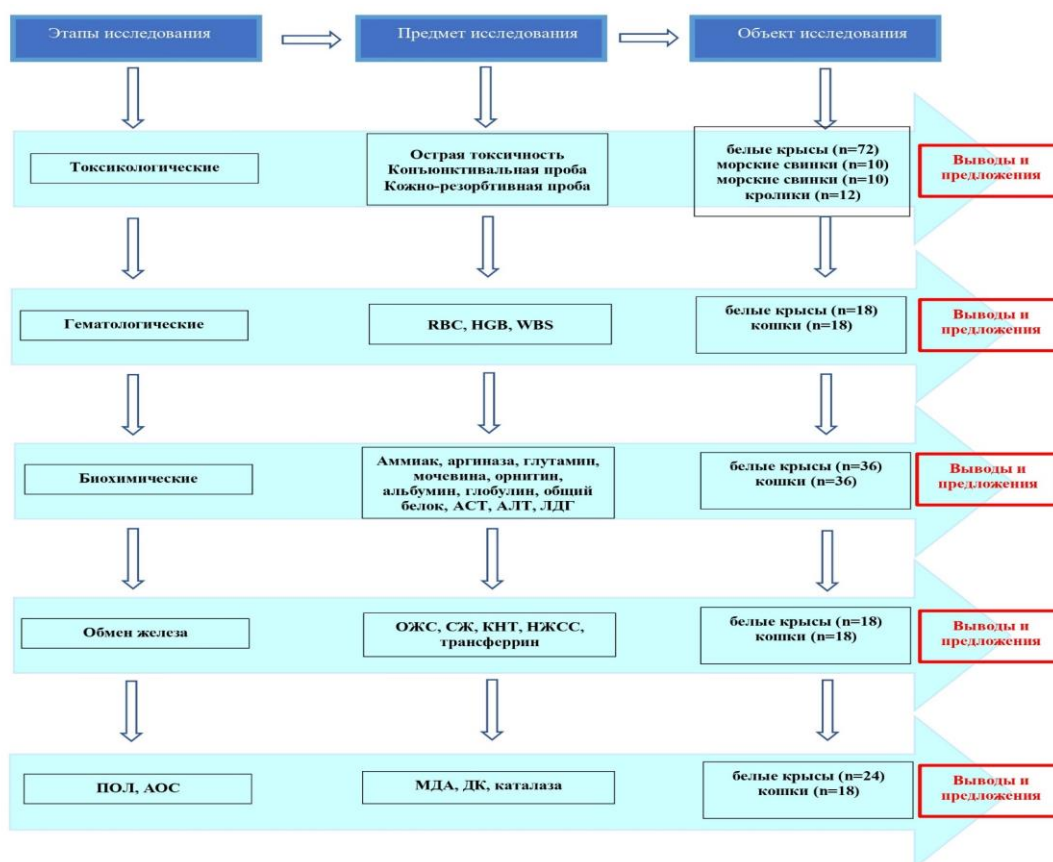 Этапы исследования
Предмет исследования
Объект исследования
Токсикологические
Острая токсичность
Конъюнктивальная проба
Кожно-резорбтивная проба
белые крысы (n=72)
морские свинки (n=10)
морские свинки (n=10)
кролики (n=12)
Выводы и
предложения
Гематологические
RBC, HGB, WBS
белые крысы (n=18)
кошки (n=18)
Выводы и
предложения
Биохимические
Аммиак, аргиназа, глутамин,
мочевина, орнитин,
альбумин, глобулин, общий
белок, АСТ, АЛТ, ЛДГ
белые крысы (n=36)
кошки (n=36)
Выводы и
предложения
Обмен железа
ОЖС, СЖ, КНТ, НЖСС,
трансферрин
белые крысы (n=18)
кошки (n=18)
Выводы и
предложения
ПОЛ, АОС
МДА, ДК, каталаза
белые крысы (n=24)
кошки (n=18)
Выводы и
предложения